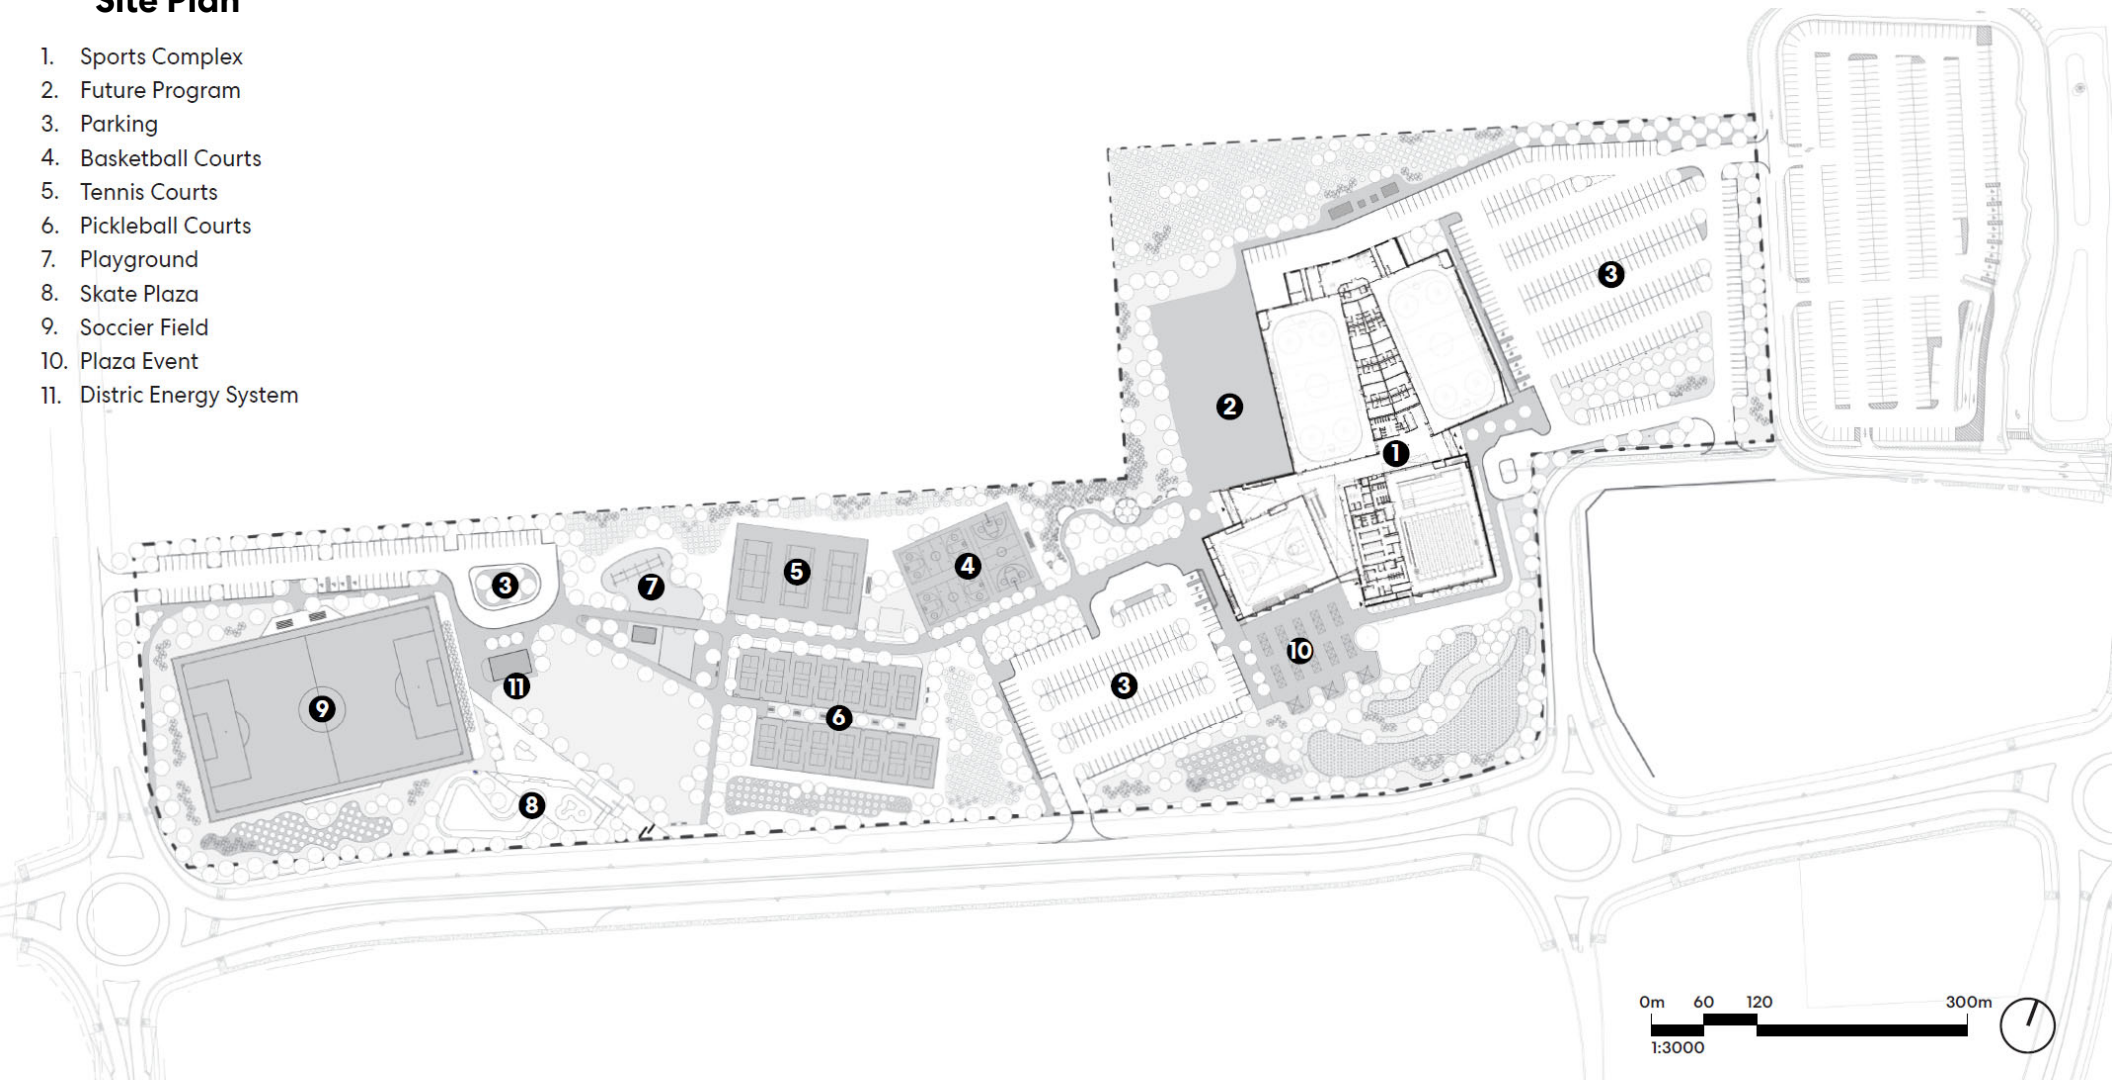 Site Plan
1. Sports Complex
2. Future Program
3. Parking
4. Basketball Courts
5. Tennis Courts
6. Pickleball Courts
7. Playground
8. Skate Plaza
9. Soccier Field
10. Plaza Event
11. Distric Energy System
3
2
1
5
4
3
7
10
11
3
9
6
8
0m 60 120 300m
1:3000